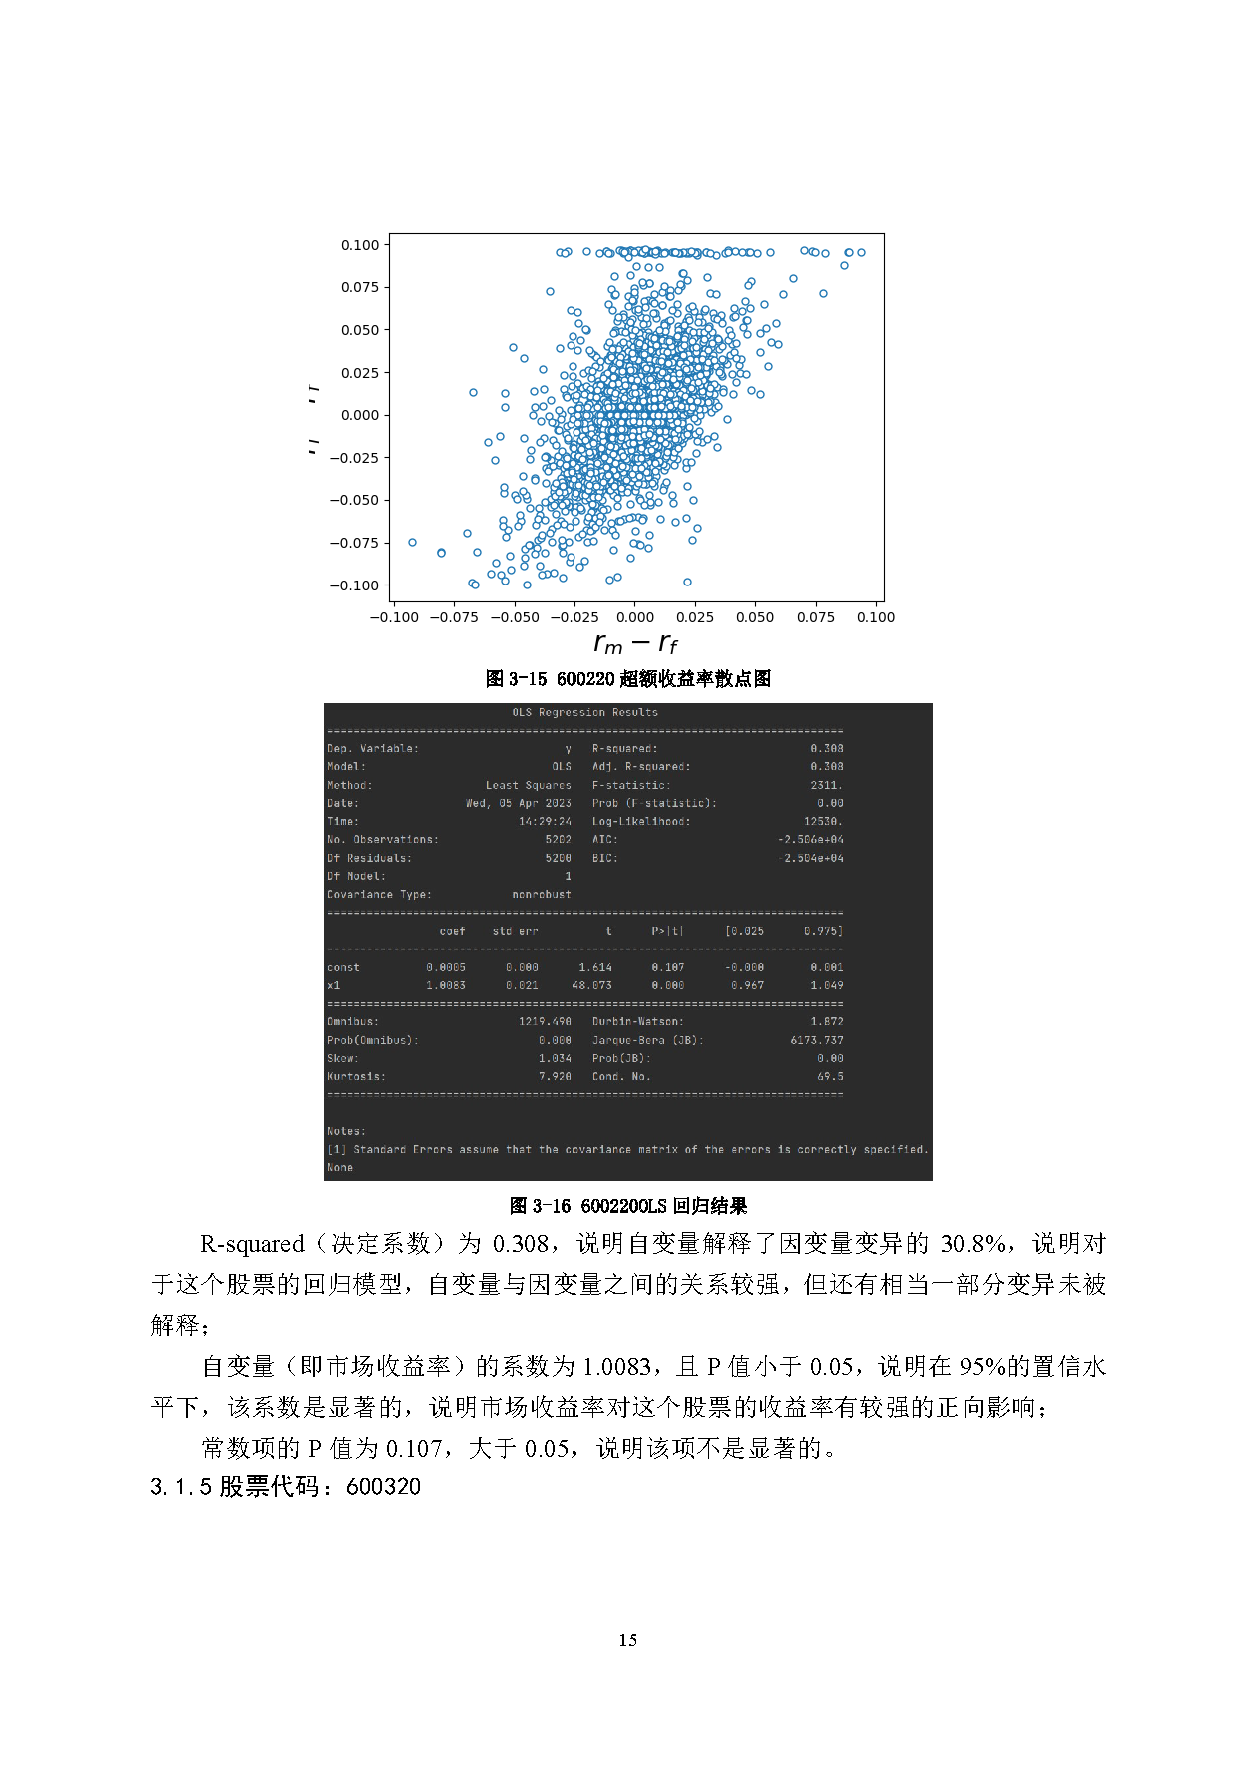 0.100
0.075
0.050
0.025
0.000
−0.025
−0.050
−0.075
−0.100
−0.100 −0.075 −0.050 −0.025 0.000 0.025 0.050 0.075 0.100
rm − rf
图 3-15 600220 超额收益率散点图
OLS Regression Results
==============================================================================
Dep. Variable: y R-squared: 0.308
Model: OLS Adj. R-squared: 0.308
Method: Least Squares F-statistic: 2311.
Date: Wed, 05 Apr 2023 Prob (F-statistic): 0.00
Time: 14:29:24 Log-Likelihood: 12530.
No. Observations: 5202 AIC: -2.506e+04
Df Residuals: 5200 BIC: -2.504e+04
Df Model: 1
Covariance Type: nonrobust
==============================================================================
coef std err t P>|t| [0.025 0.975]
------------------------------------------------------------------------------
const 0.0005 0.000 1.614 0.107 -0.000 0.001
x1 1.0083 0.021 48.073 0.000 0.967 1.049
==============================================================================
Omnibus: 1219.490 Durbin-Watson: 1.872
Prob(Omnibus): 0.000 Jarque-Bera (JB): 6173.737
Skew: 1.034 Prob(JB): 0.00
Kurtosis: 7.920 Cond. No. 69.5
==============================================================================
Notes:
[1] Standard Errors assume that the covariance matrix of the errors is correctly specified.
None
图 3-16 600220OLS 回归结果
R-squared（决定系数）为 0.308，说明自变量解释了因变量变异的 30.8%，说明对
于这个股票的回归模型，自变量与因变量之间的关系较强，但还有相当一部分变异未被
解释；
自变量（即市场收益率）的系数为 1.0083，且 P 值小于 0.05，说明在 95%的置信水
平下，该系数是显著的，说明市场收益率对这个股票的收益率有较强的正向影响；
常数项的 P 值为 0.107，大于 0.05，说明该项不是显著的。
3.1.5 股票代码：600320
15